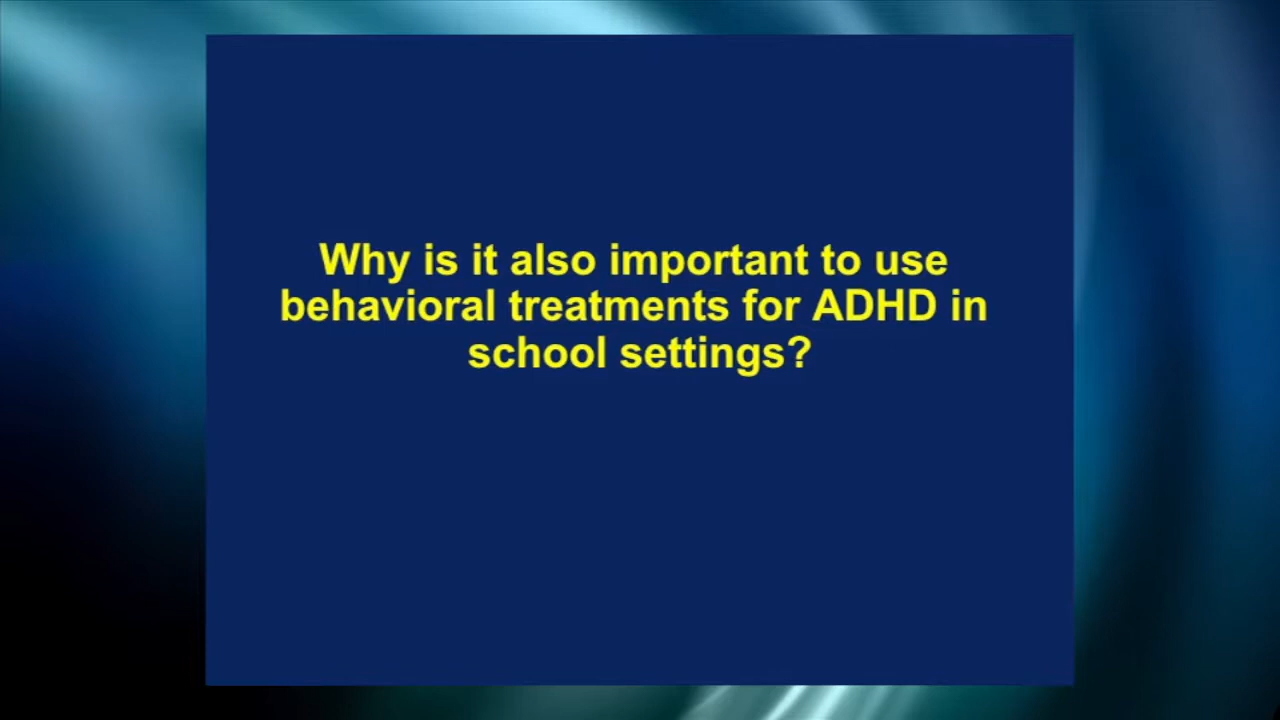 Why is it also important to use
behavioral treatments for ADHD in
school settings?